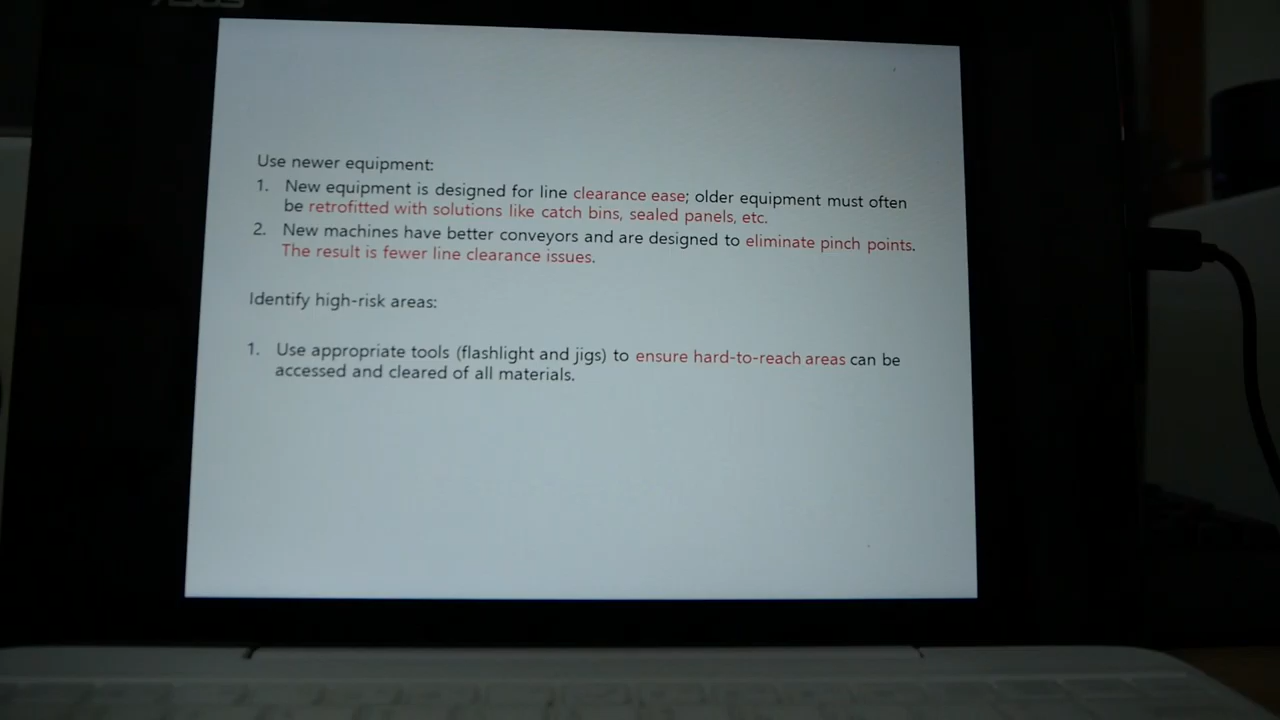 Use newer equipment:
1. New equipment is designed for line clearance ease; older equipment must often
be retrofitted with solutions like catch bins, sealed panels, etc.
2. New machines have better conveyors and are designed to eliminate pinch points.
The result is fewer line clearance issues.
Identify high-risk areas:
1. Use appropriate tools (flashlight and jigs) to ensure hard-to-reach areas can be
accessed and cleared of all materials.